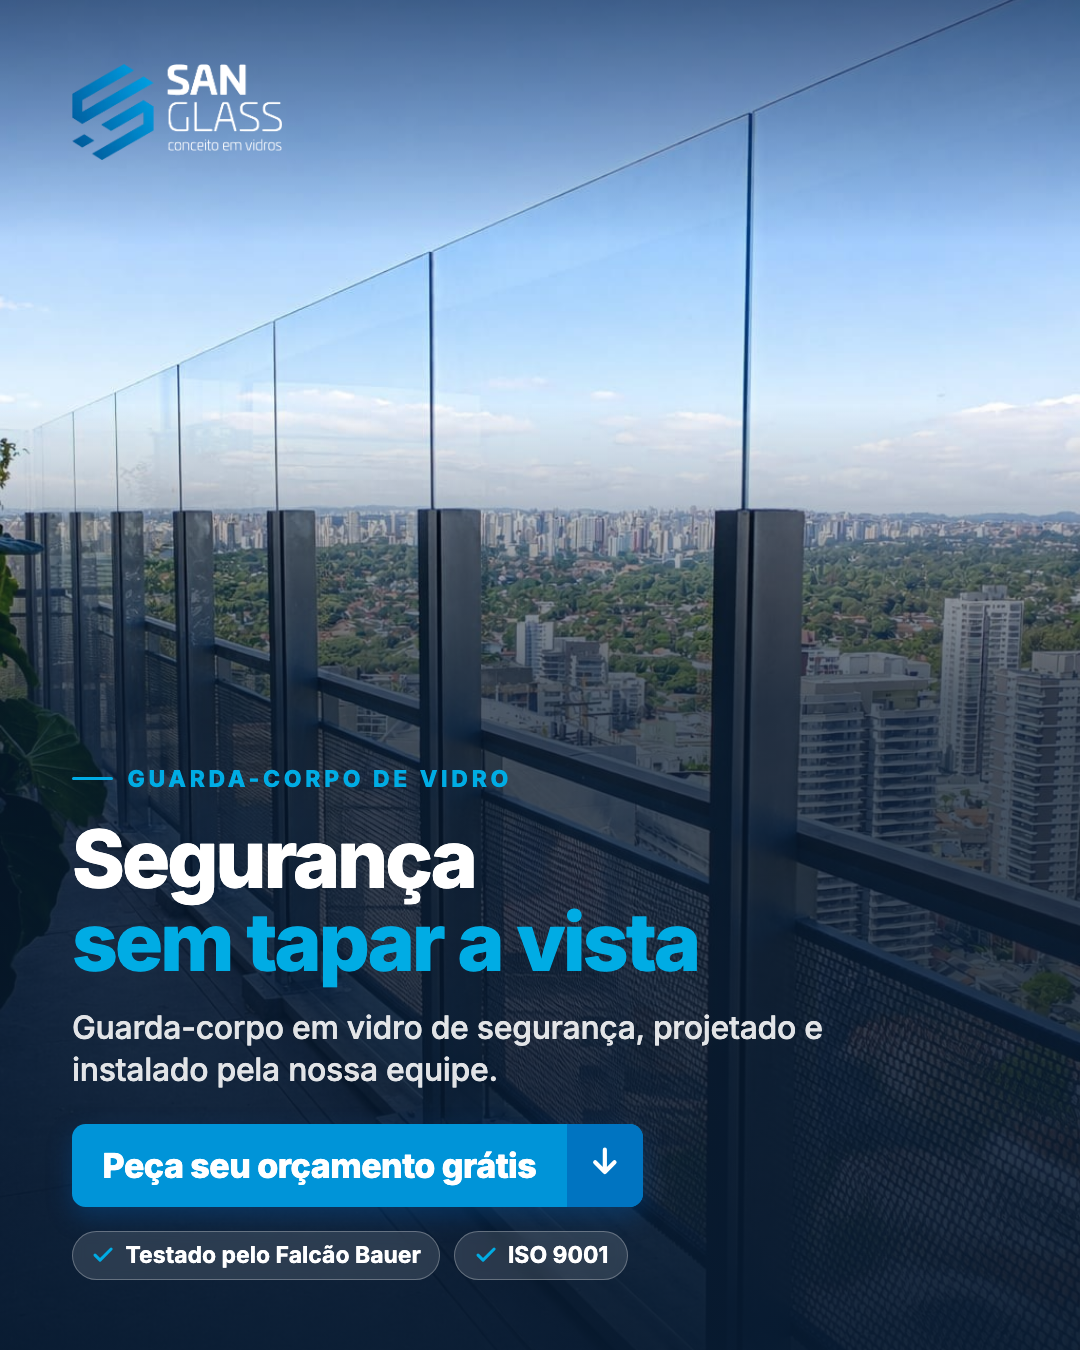 SAN
GLASS
conceito em vidros
GUARDA-CORPO DE VIDRO
Segurança
sem tapar a vista
Guarda-corpo em vidro de segurança, projetado e
instalado pela nossa equipe.
Peça seu orçamento grátis
Testado pelo Falcão Bauer
ISO 9001